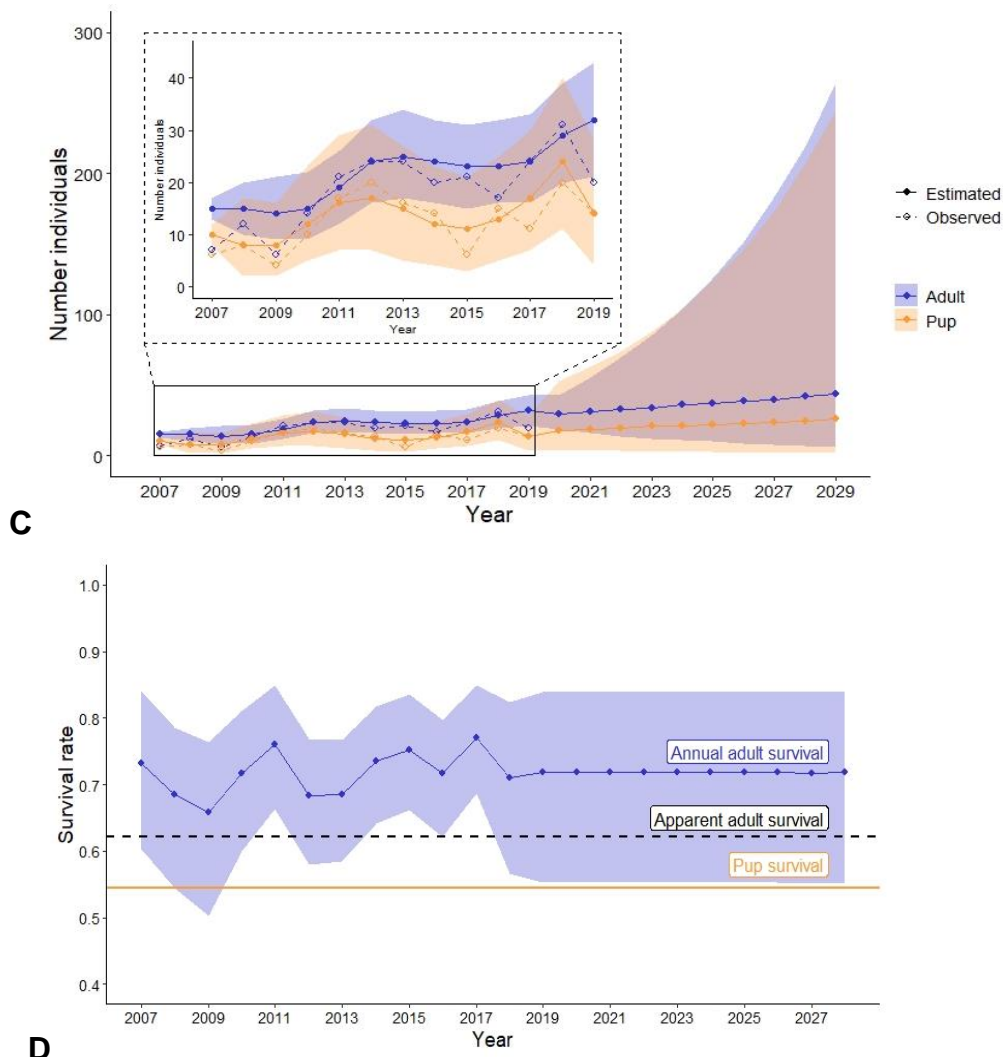 300
200
100
0
Number individuals
40
30
20
10
0
Number individuals
2007 2009 2011 2013 2015 2017 2019
Year
Estimated
Observed
Adult
Pup
2007 2009 2011 2013 2015 2017 2019 2021 2023 2025 2027 2029
Year
C
1.0
0.9
0.8
0.7
0.6
0.5
0.4
Survival rate
Annual adult survival
Apparent adult survival
Pup survival
2007 2009 2011 2013 2015 2017 2019 2021 2023 2025 2027
Year
D